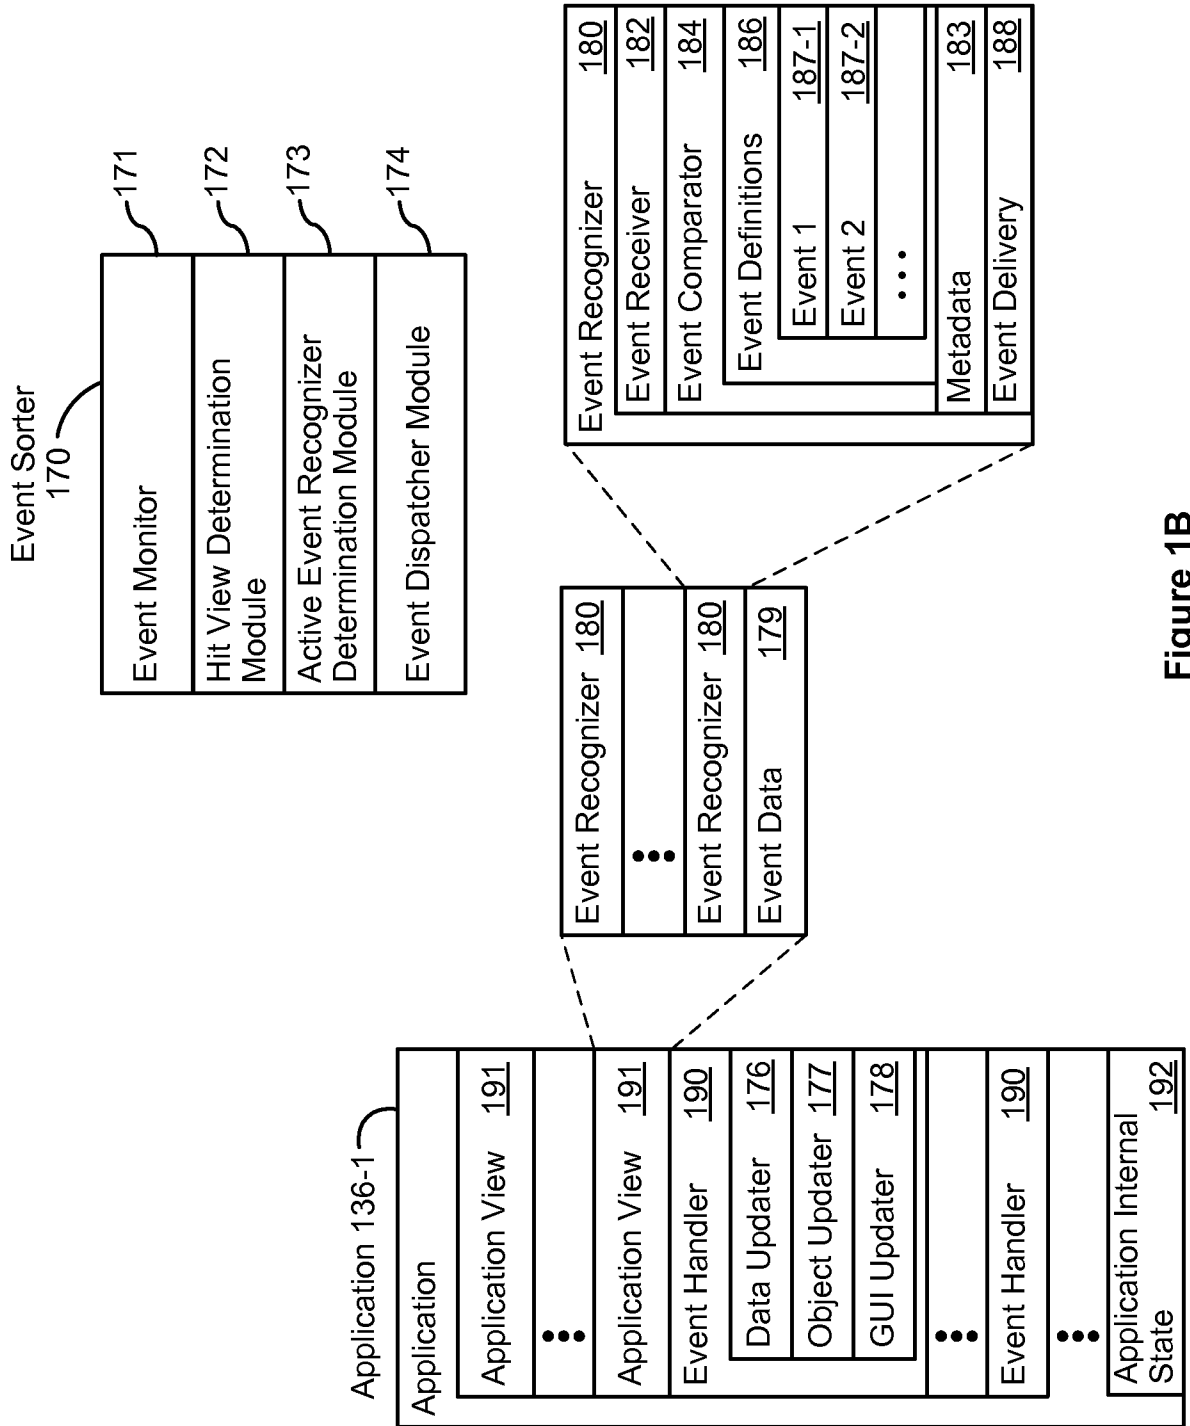 Event Sorter
170
Event Monitor
171
Hit View Determination
Module
172
Active Event Recognizer
Determination Module
173
Event Dispatcher Module
174
Application 136-1
Application
Application View 191
•••
Application View 191
Event Handler 190
Data Updater 176
Object Updater 177
GUI Updater 178
•••
Event Handler 190
•••
Application Internal
State 192
Event Recognizer 180
•••
Event Recognizer 180
Event Data 179
Event Recognizer 180
Event Receiver 182
Event Comparator 184
Event Definitions 186
Event 1 187-1
Event 2 187-2
•••
Metadata 183
Event Delivery 188
Figure 1B